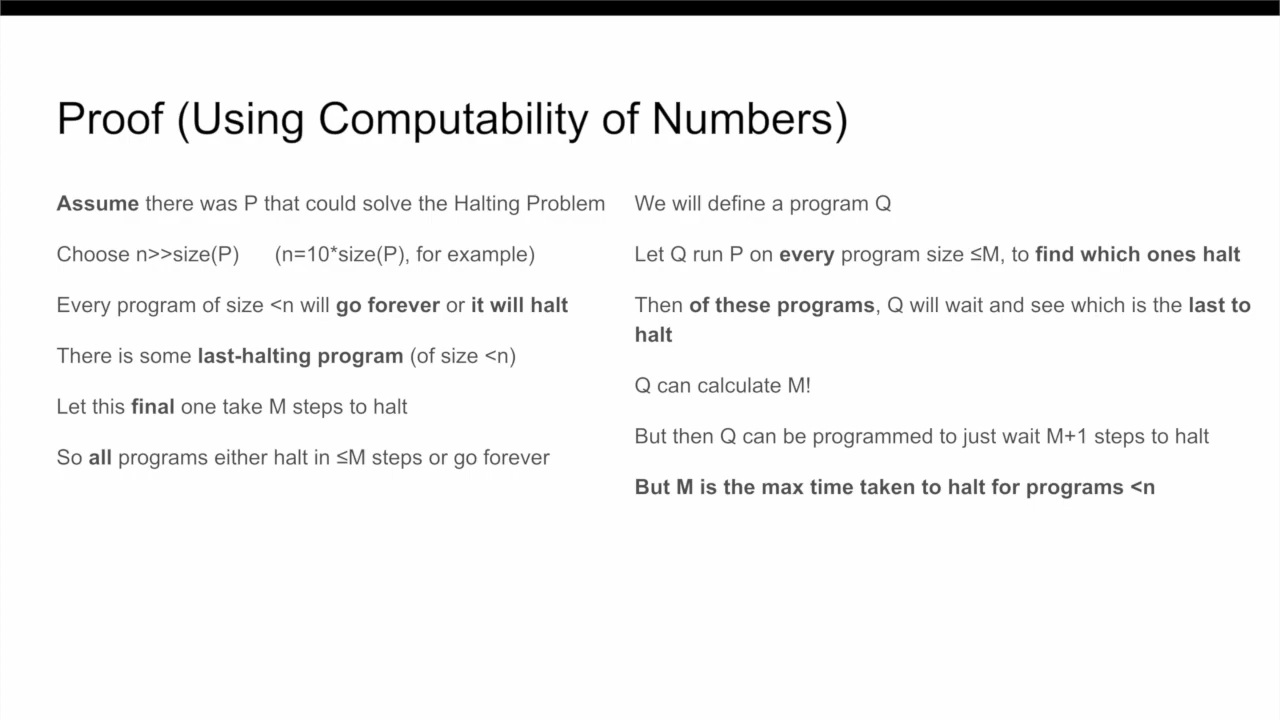 Proof (Using Computability of Numbers)
Assume there was P that could solve the Halting Problem
Choose n>>size(P) (n=10*size(P), for example)
Every program of size <n will go forever or it will halt
There is some last-halting program (of size <n)
Let this final one take M steps to halt
So all programs either halt in ≤M steps or go forever
We will define a program Q
Let Q run P on every program size ≤M, to find which ones halt
Then of these programs, Q will wait and see which is the last to
halt
Q can calculate M!
But then Q can be programmed to just wait M+1 steps to halt
But M is the max time taken to halt for programs <n